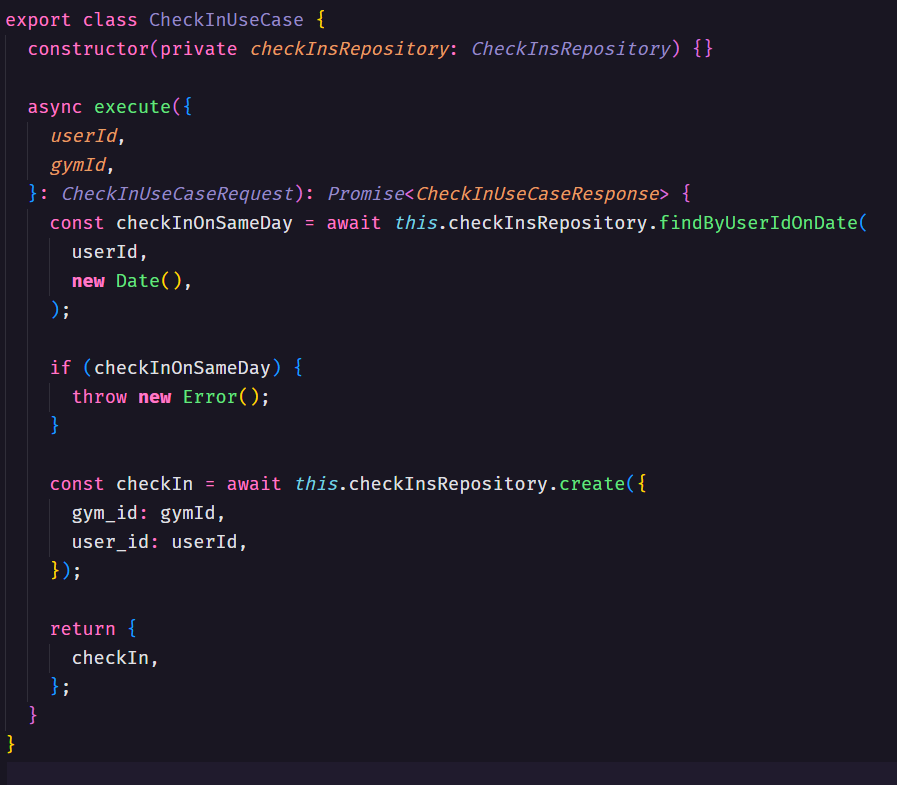 export class CheckInUseCase {
  constructor(private checkInsRepository: CheckInsRepository) {}

  async execute({
    userId,
    gymId,
  }: CheckInUseCaseRequest): Promise<CheckInUseCaseResponse> {
    const checkInOnSameDay = await this.checkInsRepository.findByUserIdOnDate(
      userId,
      new Date(),
    );

    if (checkInOnSameDay) {
      throw new Error();
    }

    const checkIn = await this.checkInsRepository.create({
      gym_id: gymId,
      user_id: userId,
    });

    return {
      checkIn,
    };
  }
}